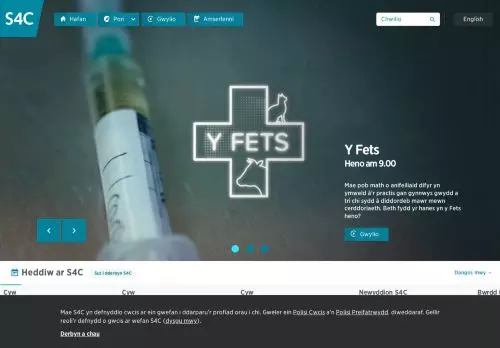 S4C
Hafan
Pori
Gwylio
Amserlenni
Chwilio
English
Y FETS
Y Fets
Heno am 9.00
Mae pob math o anifeiliaid difyr yn
ymweld â'r practis gan gynnwys gwydd a
tri chi sydd â diddordeb mawr mewn
cerddoriaeth. Beth fydd yr hanes yn y Fets
heno?
Gwylio
Heddiw ar S4C
Sut i dderbyn S4C
Dangos mwy
Cyw
Cyw
Cyw
Newyddion S4C
Bwrdd i
Mae S4C yn defnyddio cwcis ar ein gwefan i ddarparu'r profiad orau i chi. Gweler ein Polisi Cwcis a'n Polisi Preifatrwydd, diweddaraf. Gellir
reoli'r defnydd o gwcis ar wefan S4C (dysgu mwy).
Derbyn a chau